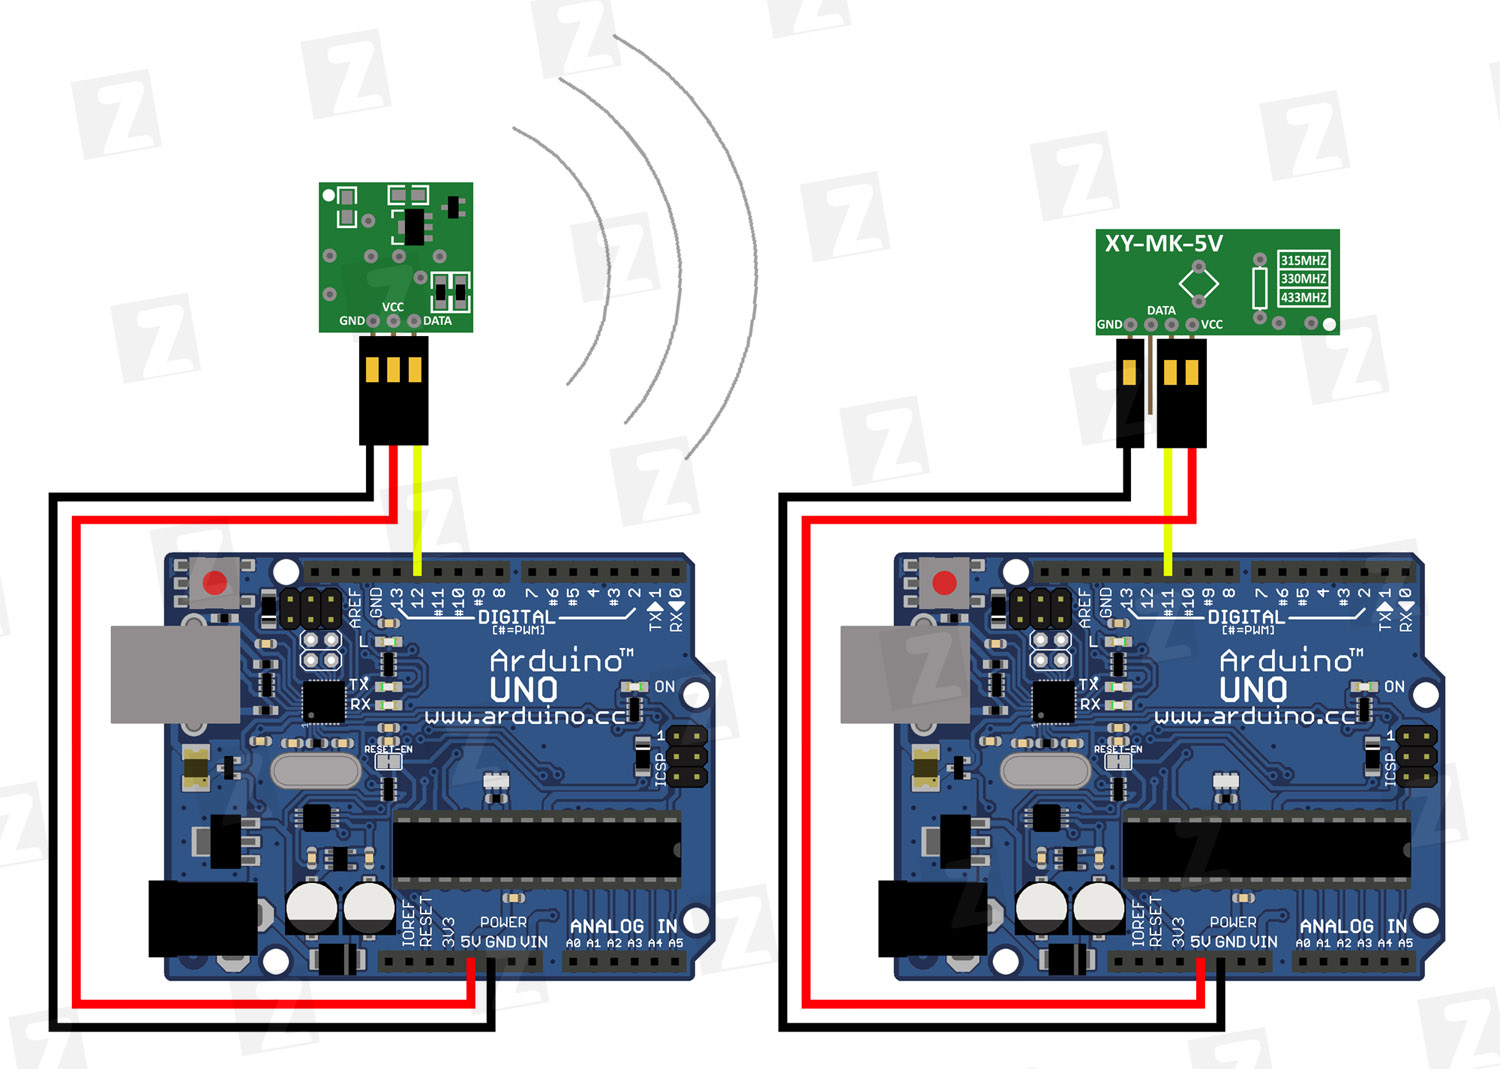 GND
VCC
DATA
XY-MK-5V
315MHZ
330MHZ
433MHZ
DATA
GND
VCC
AREF
GND
13
12
#11
#10
#9
8
7
#6
#5
4
#3
2
TX▶1
RX◀0
DIGITAL
[#=PWM]
L
TX
RX
Arduino™
UNO
www.arduino.cc
ON
RESET-EN
1
ICSP
IOREF
RESET
3V3
POWER
5V GND VIN
ANALOG IN
A0 A1 A2 A3 A4 A5
AREF
GND
13
12
#11
#10
#9
8
7
#6
#5
4
#3
2
TX▶1
RX◀0
DIGITAL
[#=PWM]
L
TX
RX
Arduino™
UNO
www.arduino.cc
ON
RESET-EN
1
ICSP
IOREF
RESET
3V3
POWER
5V GND VIN
ANALOG IN
A0 A1 A2 A3 A4 A5